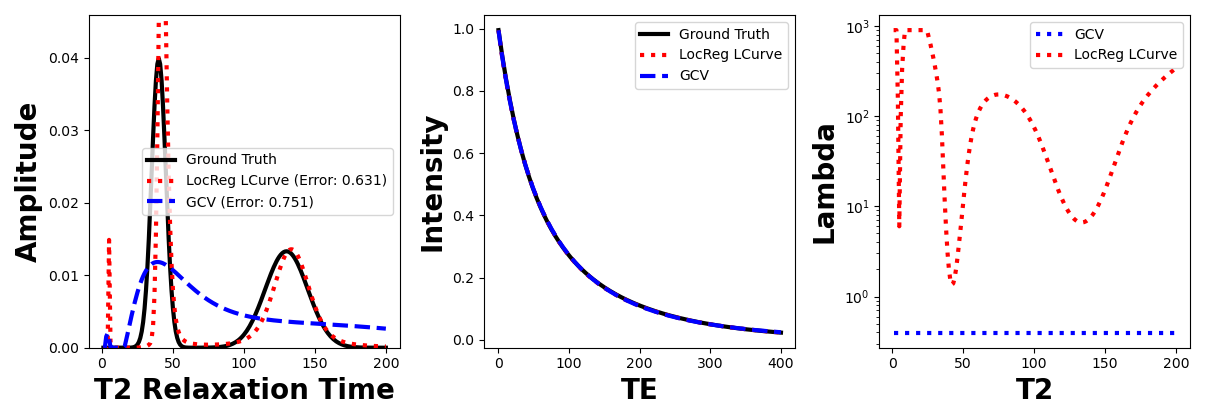 Amplitude
0.04
0.03
0.02
0.01
0.00
Ground Truth
LocReg LCurve (Error: 0.631)
GCV (Error: 0.751)
0 50 100 150 200
T2 Relaxation Time
Intensity
1.0
0.8
0.6
0.4
0.2
0.0
Ground Truth
LocReg LCurve
GCV
0 100 200 300 400
TE
Lambda
10³
10²
10¹
10⁰
GCV
LocReg LCurve
0 50 100 150 200
T2